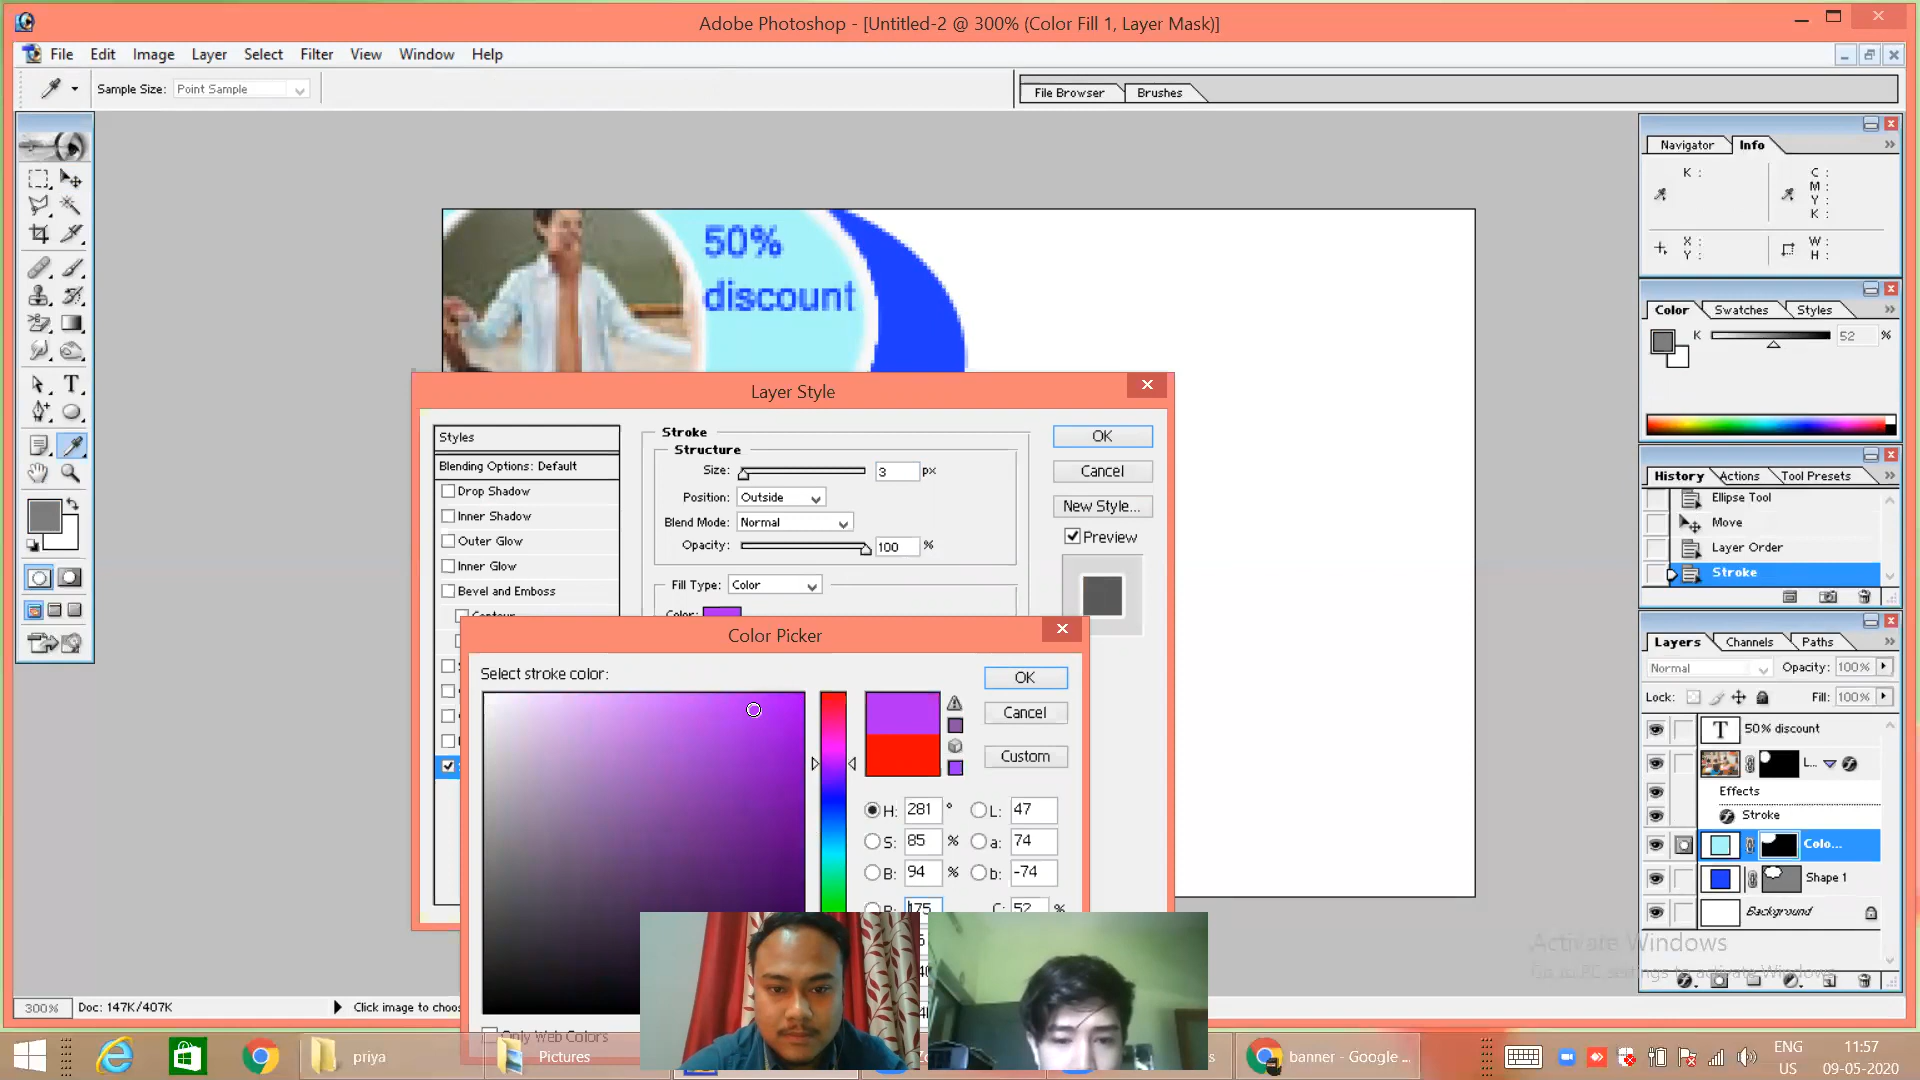 Adobe Photoshop - [Untitled-2 @ 300% (Color Fill 1, Layer Mask)]
File Edit Image Layer Select Filter View Window Help
Sample Size: Point Sample
File Browser Brushes
Navigator Info
K :
C :
M :
Y :
K :
X :
Y :
W :
H :
50%
discount
Color Swatches Styles
K 52 %
Layer Style
Styles
Blending Options: Default
Drop Shadow
Inner Shadow
Outer Glow
Inner Glow
Bevel and Emboss
Contour
Stroke
Structure
Size: 3 px
Position: Outside
Blend Mode: Normal
Opacity: 100 %
Fill Type: Color
Color:
OK
Cancel
New Style...
Preview
History Actions Tool Presets
Ellipse Tool
Move
Layer Order
Stroke
Color Picker
Select stroke color:
OK
Cancel
Custom
H: 281 °
S: 85 %
B: 94 %
R: 175
L: 47
a: 74
b: -74
C: 52 %
Only Web Colors
Layers Channels Paths
Normal Opacity: 100%
Lock: Fill: 100%
T 50% discount
L...
Effects
Stroke
Colo...
Shape 1
Background
Activate Windows
Go to PC settings to activate Windows.
300% Doc: 147K/407K Click image to choo
priya
Pictures
banner - Google ...
ENG
US
11:57
09-05-2020